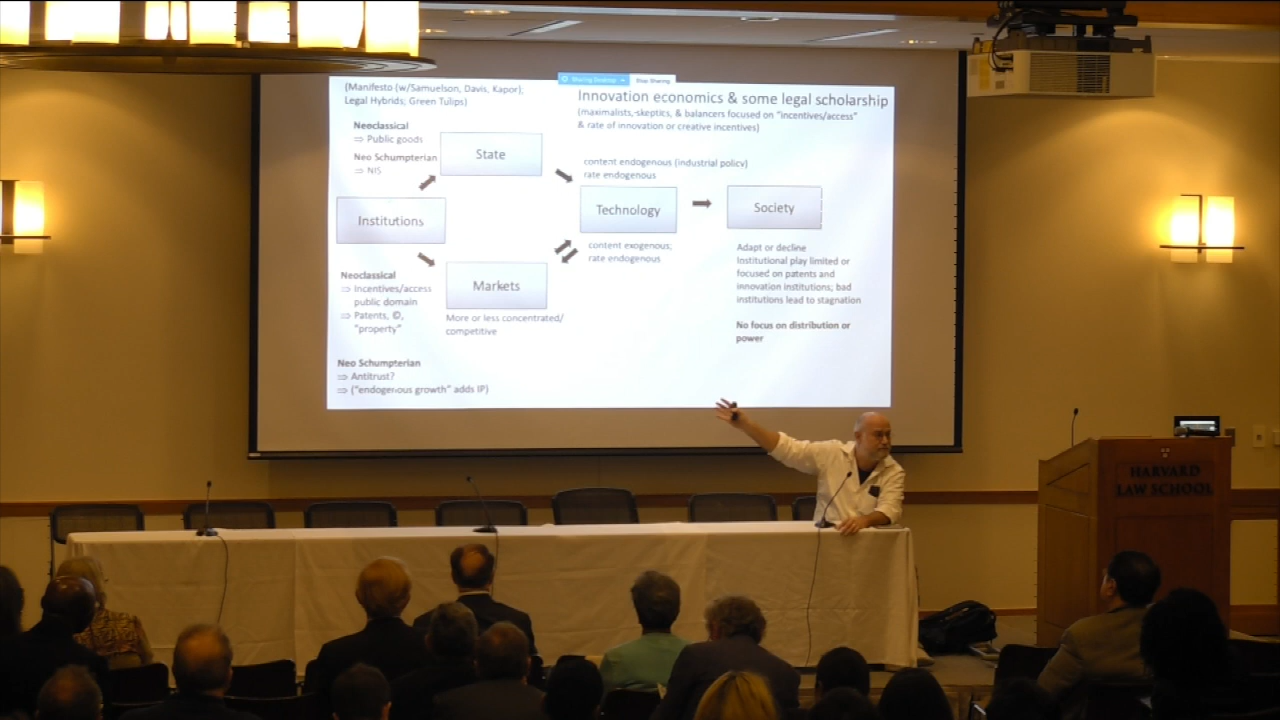 Sharing Desktop
Stop Sharing
(Manifesto (w/Samuelson, Davis, Kapor);
Legal Hybrids; Green Tulips)
Innovation economics & some legal scholarship
(maximalists,-skeptics, & balancers focused on "incentives/access"
& rate of innovation or creative incentives)
Neoclassical
⇒ Public goods
Neo Schumpterian
⇒ NIS
State
content endogenous (industrial policy)
rate endogenous
Institutions
Technology
Society
content exogenous;
rate endogenous
Adapt or decline
Institutional play limited or
focused on patents and
innovation institutions; bad
institutions lead to stagnation
No focus on distribution or
power
Neoclassical
⇒ Incentives/access
public domain
⇒ Patents, ©,
"property"
Markets
More or less concentrated/
competitive
Neo Schumpterian
⇒ Antitrust?
⇒ ("endogenous growth" adds IP)
HARVARD
LAW SCHOOL